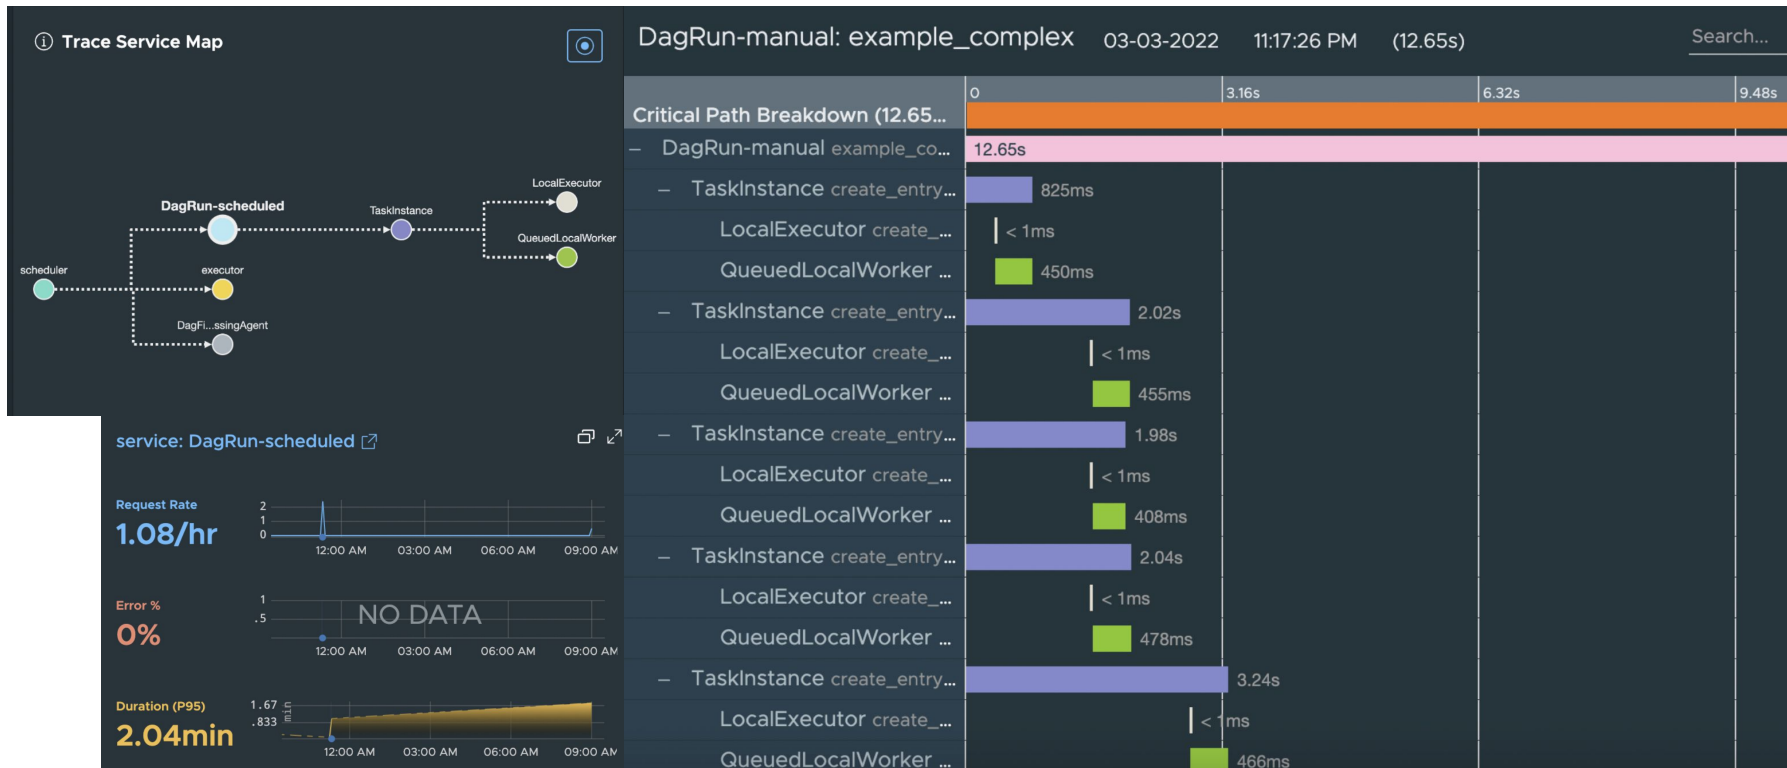 Trace Service Map
LocalExecutor
DagRun-scheduled
TaskInstance
QueuedLocalWorker
scheduler
executor
DagFi...ssingAgent
service: DagRun-scheduled
Request Rate
1.08/hr
2
1
0
12:00 AM 03:00 AM 06:00 AM 09:00 AM
Error %
0%
1
.5
NO DATA
12:00 AM 03:00 AM 06:00 AM 09:00 AM
Duration (P95)
2.04min
1.67
.833
min
12:00 AM 03:00 AM 06:00 AM 09:00 AM
DagRun-manual: example_complex 03-03-2022 11:17:26 PM (12.65s)
Search...
0 3.16s 6.32s 9.48s
Critical Path Breakdown (12.65...
– DagRun-manual example_co... 12.65s
– TaskInstance create_entry... 825ms
LocalExecutor create_... < 1ms
QueuedLocalWorker ... 450ms
– TaskInstance create_entry... 2.02s
LocalExecutor create_... < 1ms
QueuedLocalWorker ... 455ms
– TaskInstance create_entry... 1.98s
LocalExecutor create_... < 1ms
QueuedLocalWorker ... 408ms
– TaskInstance create_entry... 2.04s
LocalExecutor create_... < 1ms
QueuedLocalWorker ... 478ms
– TaskInstance create_entry... 3.24s
LocalExecutor create_... < 1ms
QueuedLocalWorker ... 466ms